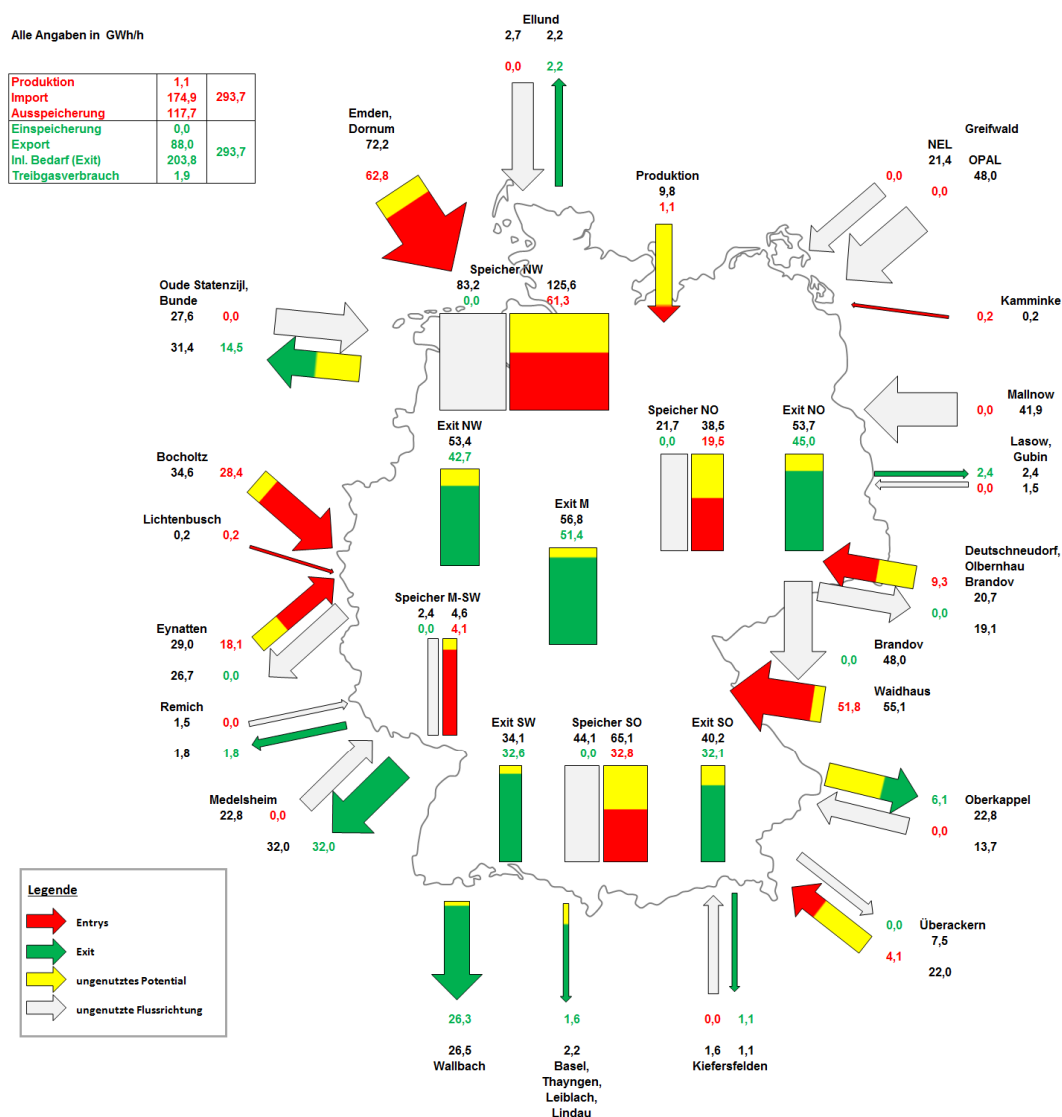 Alle Angaben in GWh/h
Produktion 1,1
Import 174,9 293,7
Ausspeicherung 117,7
Einspeicherung 0,0
Export 88,0 293,7
Inl. Bedarf (Exit) 203,8
Treibgasverbrauch 1,9
Ellund
2,7 2,2
0,0 2,2
Emden,
Dornum
72,2
62,8
Produktion
9,8
1,1
Greifwald
NEL
21,4 OPAL
0,0 48,0
0,0
Speicher NW
83,2 125,6
0,0 61,3
Oude Statenzijl,
Bunde
27,6 0,0
31,4 14,5
Kamminke
0,2 0,2
Mallnow
0,0 41,9
Speicher NO
21,7 38,5
0,0 19,5
Exit NO
53,7
45,0
Exit NW
53,4
42,7
Lasow,
Gubin
2,4 2,4
0,0 1,5
Bocholtz
34,6 28,4
Exit M
56,8
51,4
Lichtenbusch
0,2 0,2
Deutschneudorf,
Olbernhau
9,3 Brandov
20,7
0,0
19,1
Speicher M-SW
2,4 4,6
0,0 4,1
Eynatten
29,0 18,1
26,7 0,0
Brandov
0,0 48,0
Waidhaus
51,8 55,1
Remich
1,5 0,0
1,8 1,8
Exit SW
34,1
32,6
Speicher SO
44,1 65,1
0,0 32,8
Exit SO
40,2
32,1
Medelsheim
22,8 0,0
32,0 32,0
6,1 Oberkappel
22,8
0,0
13,7
Legende
Entrys
Exit
ungenutztes Potential
ungenutzte Flussrichtung
0,0 Überackern
7,5
4,1
22,0
26,3
26,5
Wallbach
1,6
2,2
Basel,
Thayngen,
Leiblach,
Lindau
0,0 1,1
1,6 1,1
Kiefersfelden